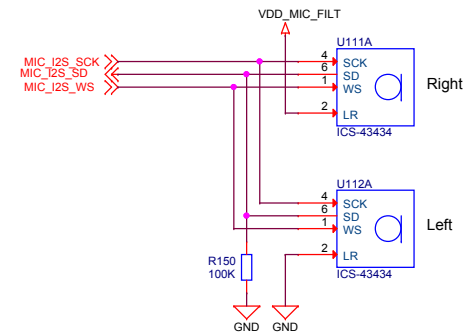 VDD_MIC_FILT
U111A
MIC_I2S_SCK
MIC_I2S_SD
MIC_I2S_WS
4
6
1
2
SCK
SD
WS
LR
Right
ICS-43434
U112A
4
6
1
2
SCK
SD
WS
LR
Left
ICS-43434
R150
100K
GND
GND